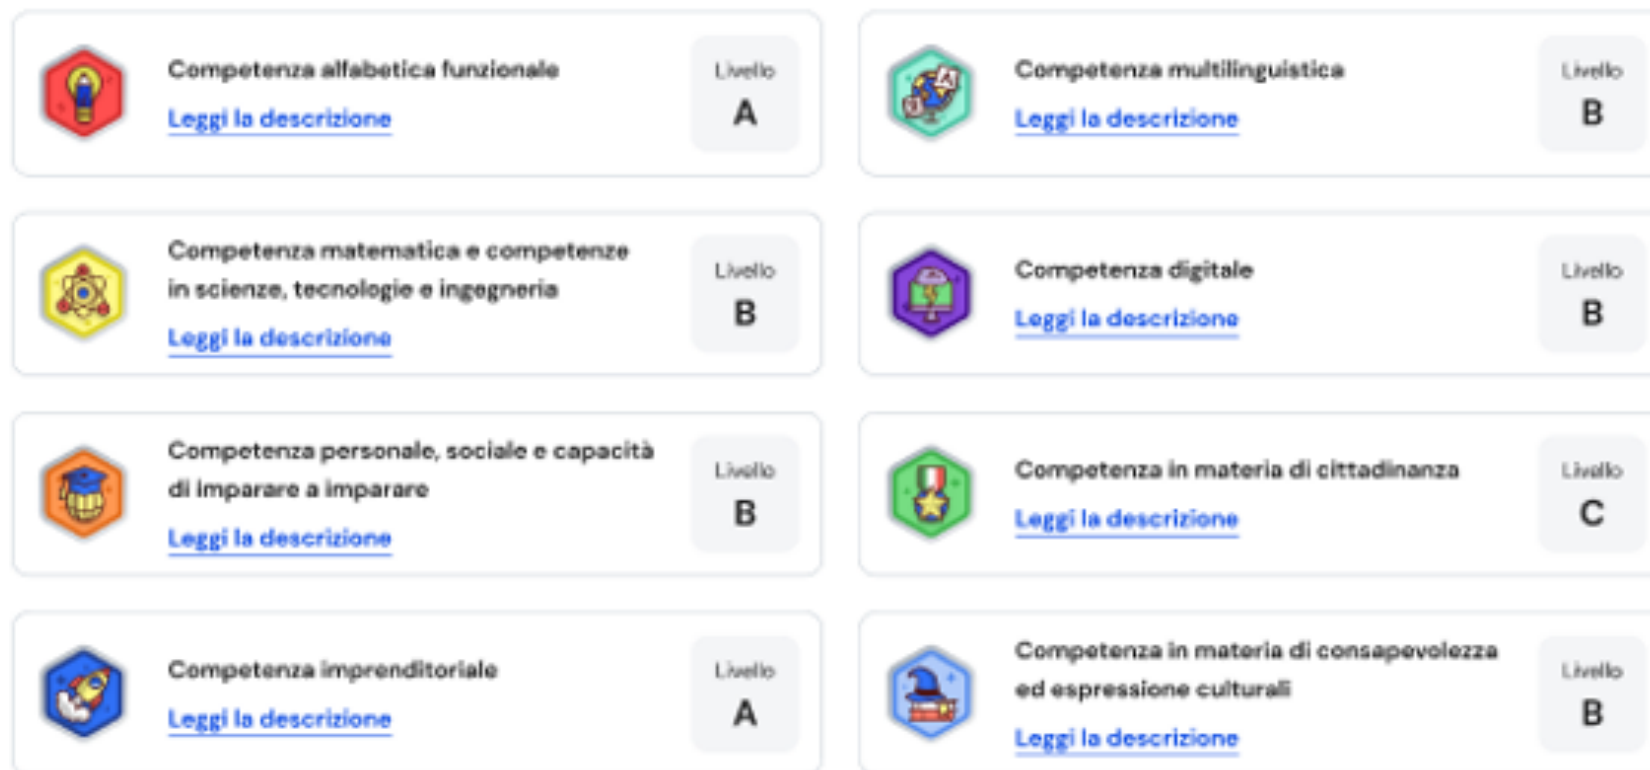 Competenza alfabetica funzionale
Leggi la descrizione
Livello
A
Competenza multilinguistica
Leggi la descrizione
Livello
B
Competenza matematica e competenze
in scienze, tecnologie e ingegneria
Leggi la descrizione
Livello
B
Competenza digitale
Leggi la descrizione
Livello
B
Competenza personale, sociale e capacità
di imparare a imparare
Leggi la descrizione
Livello
B
Competenza in materia di cittadinanza
Leggi la descrizione
Livello
C
Competenza imprenditoriale
Leggi la descrizione
Livello
A
Competenza in materia di consapevolezza
ed espressione culturali
Leggi la descrizione
Livello
B